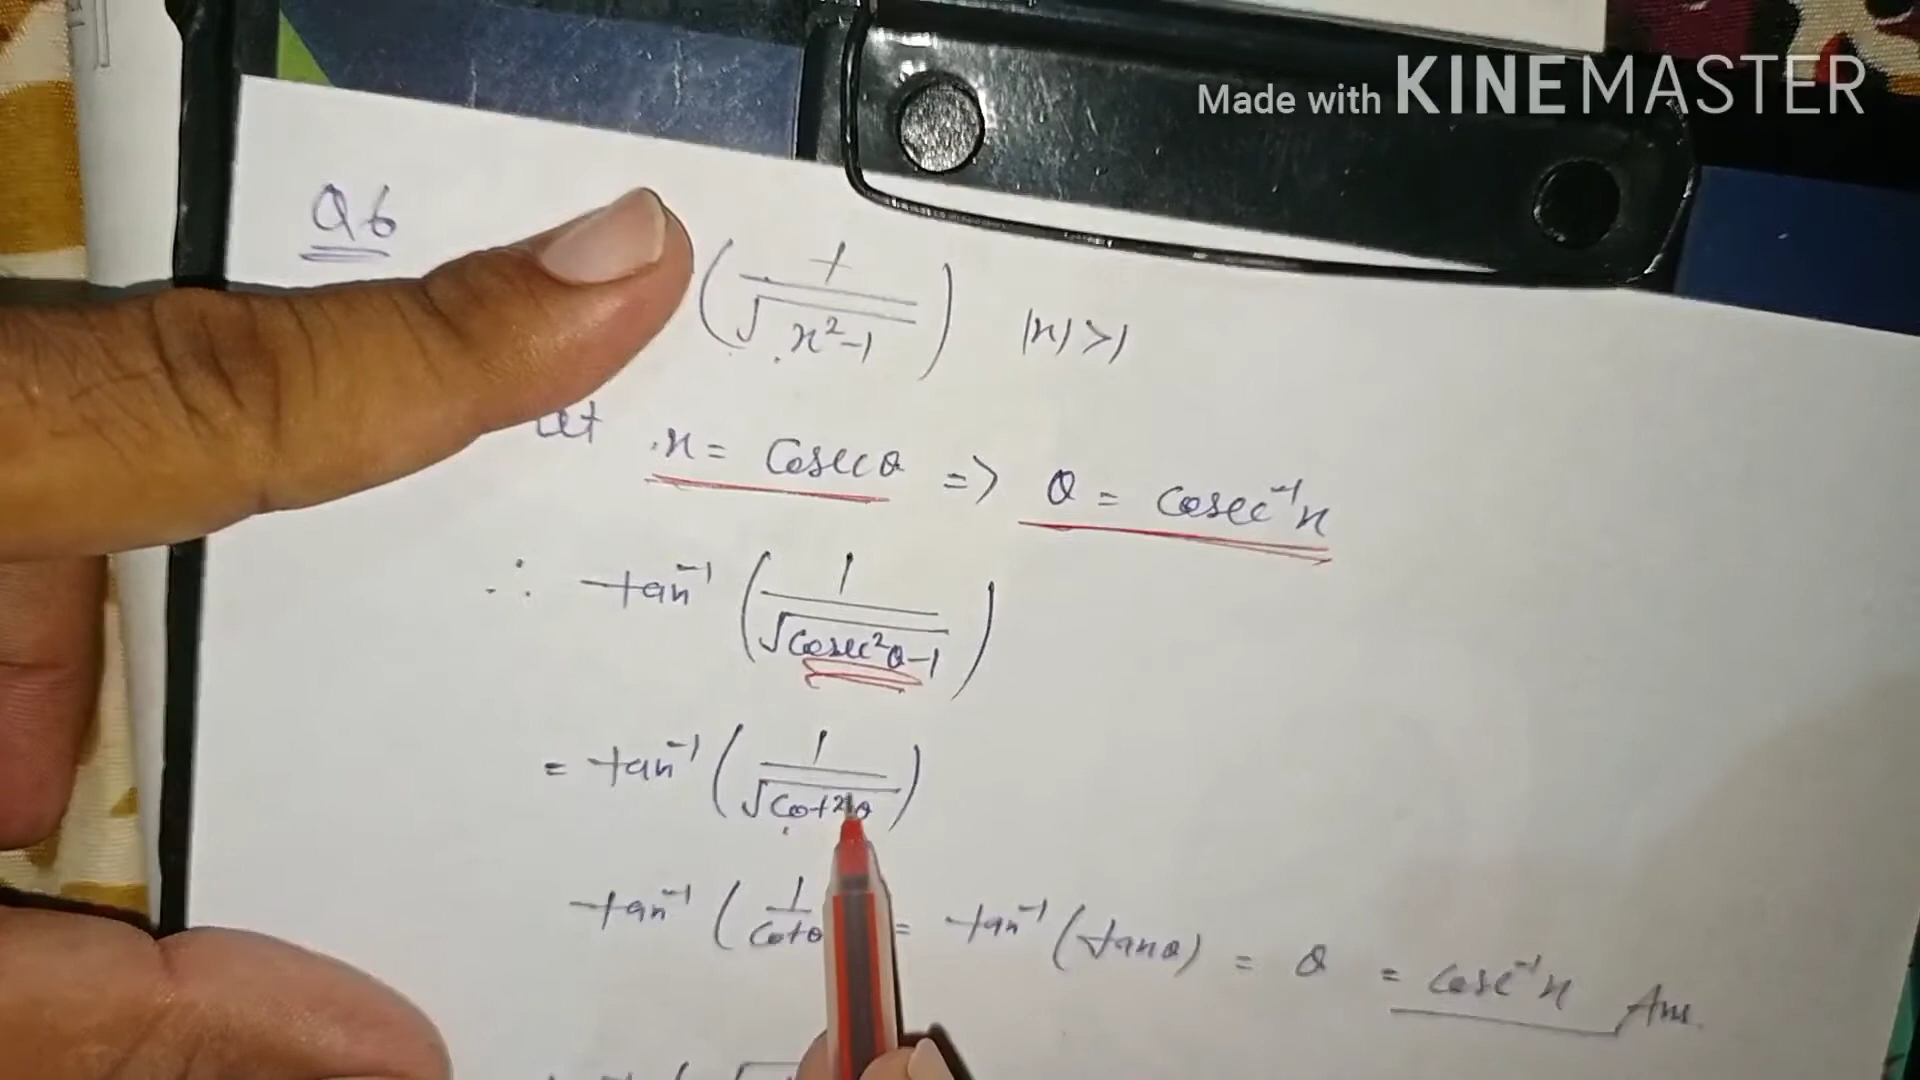 Made with KINEMASTER
Q6
(1/√(x²-1)) |x|>1
let x = Cosecθ => θ = Cosec⁻¹x
∴ tan⁻¹ (1/√(Cosec²θ-1))
= tan⁻¹ (1/√(Cot²θ))
tan⁻¹ (1/Cotθ = tan⁻¹ (tanθ) = θ = Cosec⁻¹x Ans.